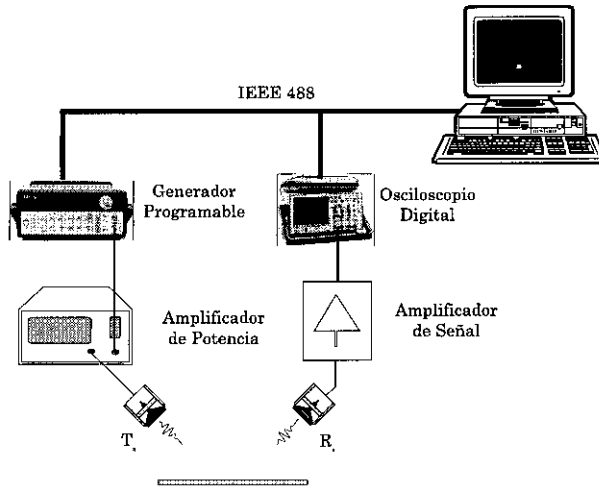 IEEE 488
Generador
Programable
Osciloscopio
Digital
Amplificador
de Potencia
Amplificador
de Señal
T
R